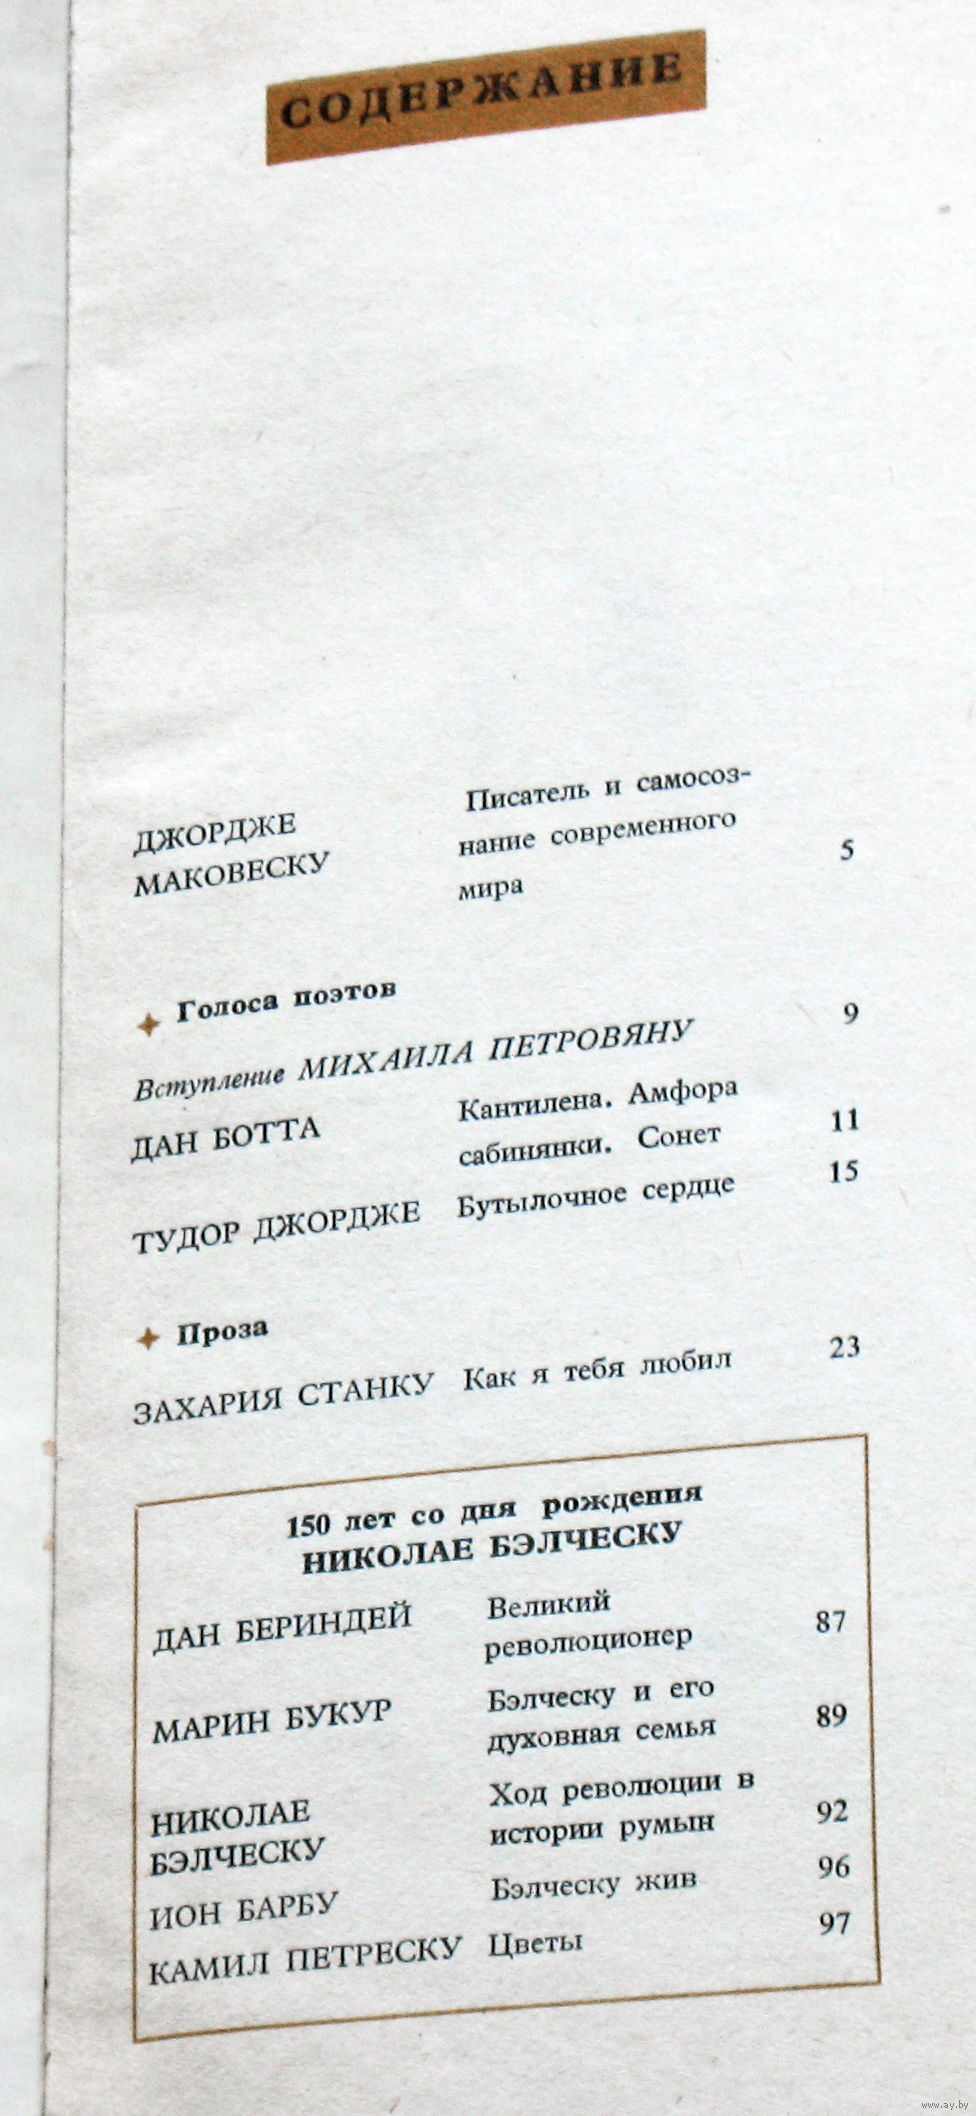 СОДЕРЖАНИЕ
ДЖОРДЖЕ
МАКОВЕСКУ
Писатель и самосоз-
нание современного
мира 5
Голоса поэтов
Вступление МИХАИЛА ПЕТРОВЯНУ 9
ДАН БОТТА Кантилена. Амфора
сабинянки. Сонет 11
ТУДОР ДЖОРДЖЕ Бутылочное сердце 15
Проза
ЗАХАРИЯ СТАНКУ Как я тебя любил 23
150 лет со дня рождения
НИКОЛАЕ БЭЛЧЕСКУ
ДАН БЕРИНДЕЙ Великий
революционер 87
МАРИН БУКУР Бэлческу и его
духовная семья 89
НИКОЛАЕ
БЭЛЧЕСКУ
Ход революции в
истории румын 92
ИОН БАРБУ Бэлческу жив 96
КАМИЛ ПЕТРЕСКУ Цветы 97
www.ay.by